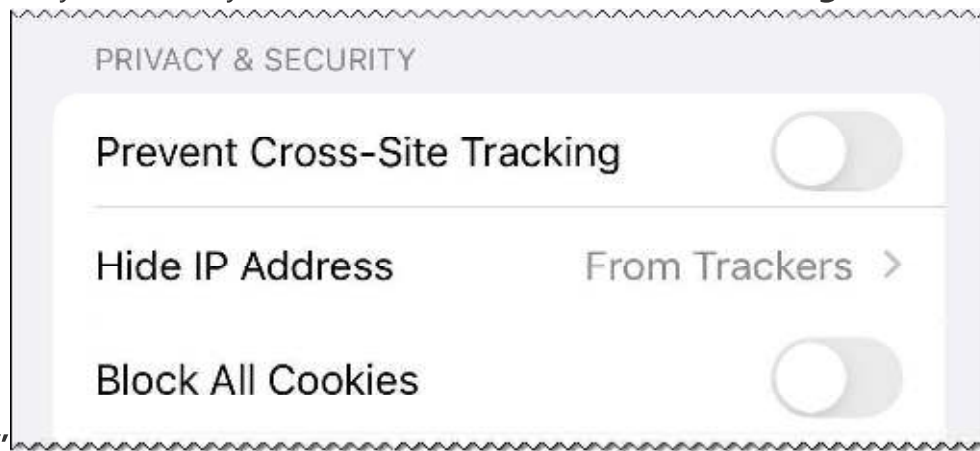 PRIVACY & SECURITY
Prevent Cross-Site Tracking
Hide IP Address From Trackers >
Block All Cookies
"